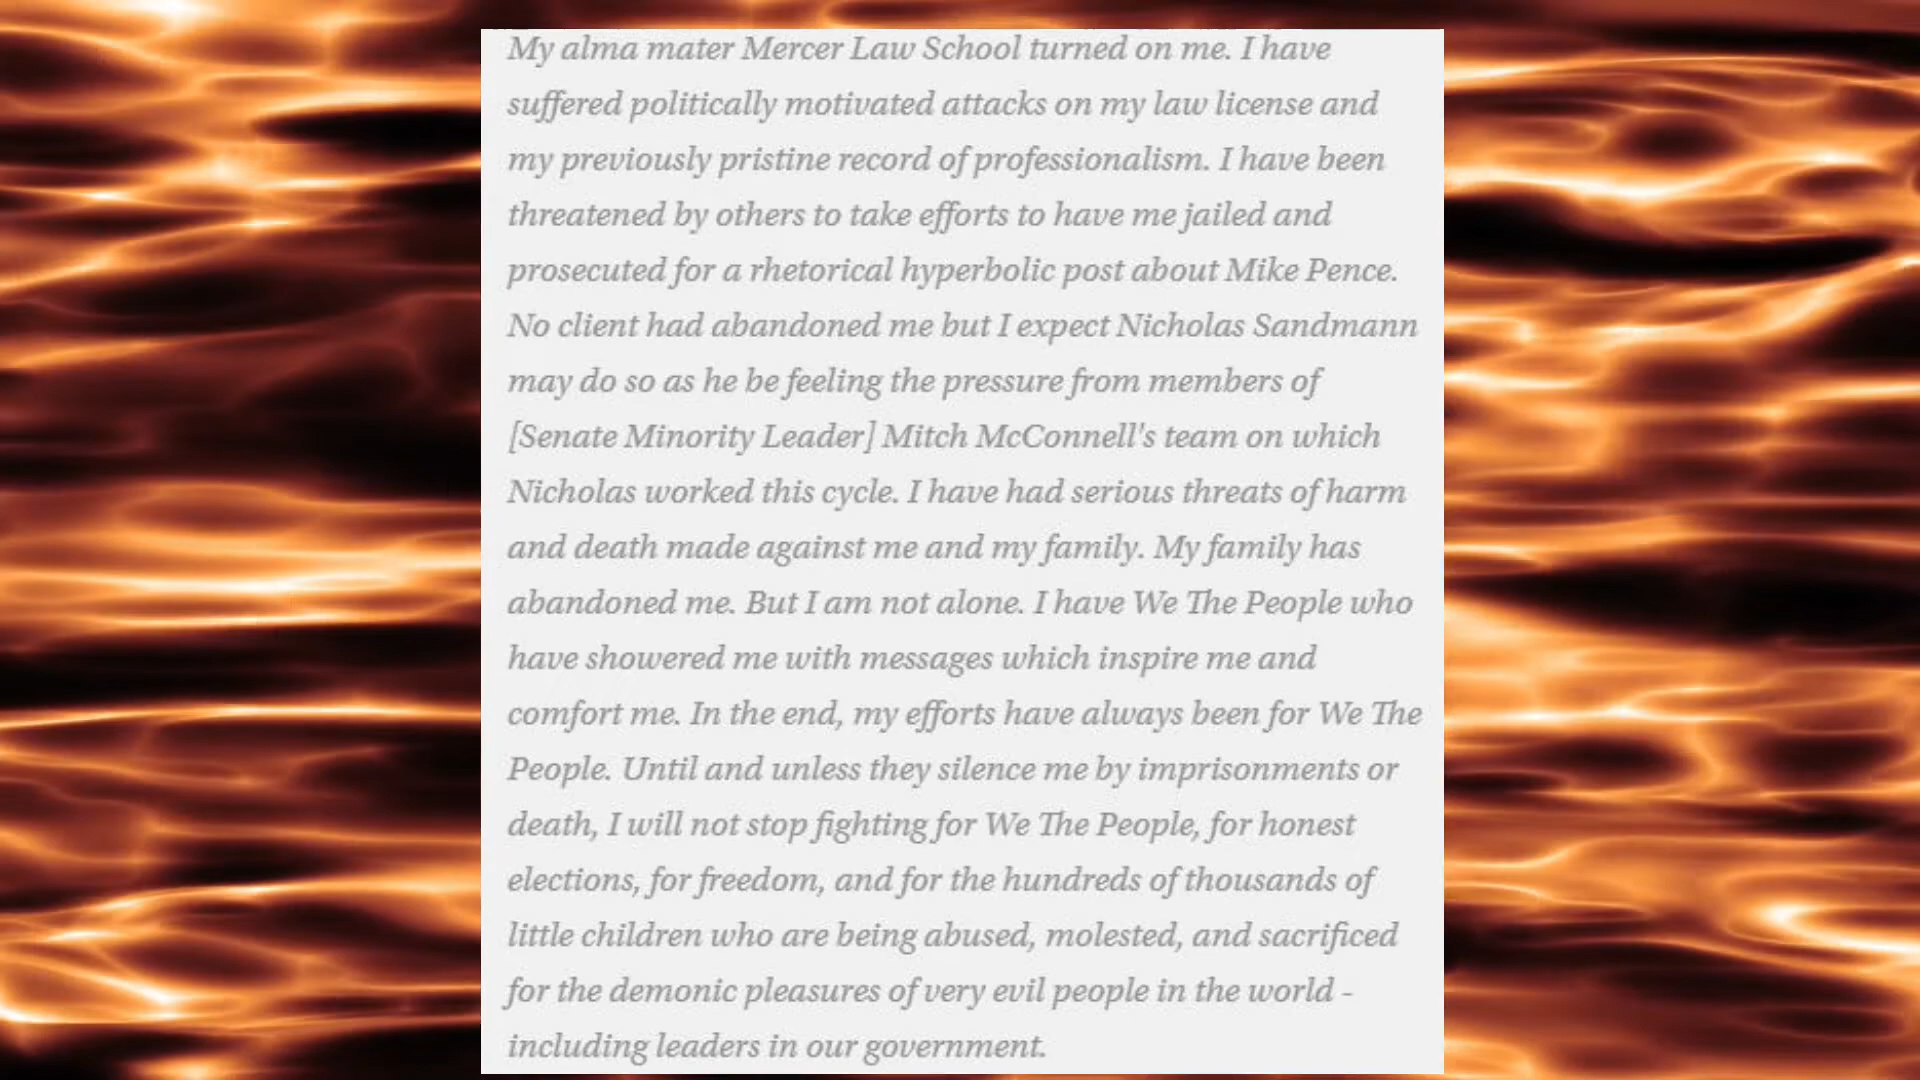 My alma mater Mercer Law School turned on me. I have
suffered politically motivated attacks on my law license and
my previously pristine record of professionalism. I have been
threatened by others to take efforts to have me jailed and
prosecuted for a rhetorical hyperbolic post about Mike Pence.
No client had abandoned me but I expect Nicholas Sandmann
may do so as he be feeling the pressure from members of
[Senate Minority Leader] Mitch McConnell's team on which
Nicholas worked this cycle. I have had serious threats of harm
and death made against me and my family. My family has
abandoned me. But I am not alone. I have We The People who
have showered me with messages which inspire me and
comfort me. In the end, my efforts have always been for We The
People. Until and unless they silence me by imprisonments or
death, I will not stop fighting for We The People, for honest
elections, for freedom, and for the hundreds of thousands of
little children who are being abused, molested, and sacrificed
for the demonic pleasures of very evil people in the world -
including leaders in our government.